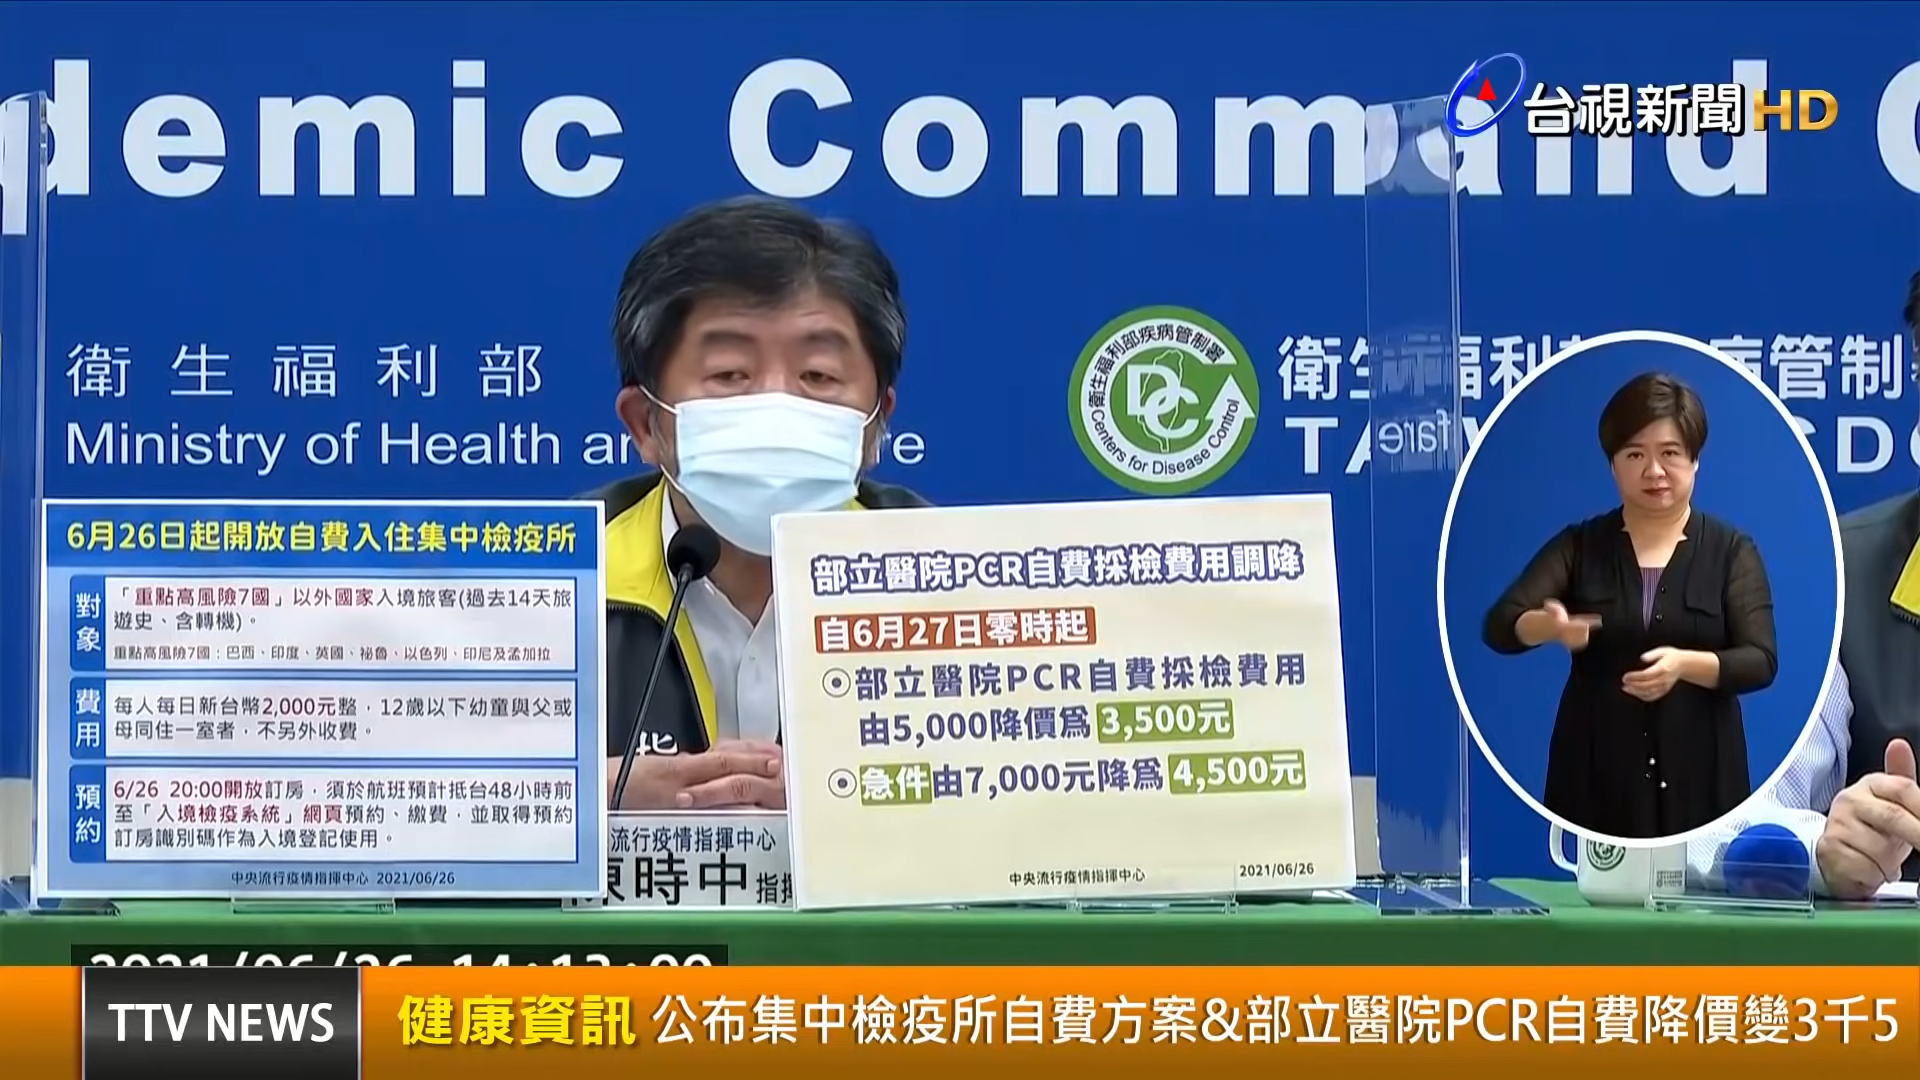 demic Command C
台視新聞HD
衛生福利部
Ministry of Health an
re
衛生福利部疾病管制署
Centers for Disease Control
CDC
6月26日起開放自費入住集中檢疫所
對象
「重點高風險7國」以外國家入境旅客(過去14天旅
遊史、含轉機)。
重點高風險7國：巴西、印度、英國、祕魯、以色列、印尼及孟加拉
費用
每人每日新台幣2,000元整，12歲以下幼童與父或
母同住一室者，不另外收費。
預約
6/26 20:00開放訂房，須於航班預計抵台48小時前
至「入境檢疫系統」網頁預約、繳費，並取得預約
訂房識別碼作為入境登記使用。
中央流行疫情指揮中心 2021/06/26
部立醫院PCR自費採檢費用調降
自6月27日零時起
⊙部立醫院PCR自費採檢費用
由5,000降價為 3,500元
⊙急件由7,000元降為 4,500元
中央流行疫情指揮中心 2021/06/26
流行疫情指揮中心
陳時中 指揮
2021/06/26 14:13:09
TTV NEWS
健康資訊 公布集中檢疫所自費方案&部立醫院PCR自費降價變3千5